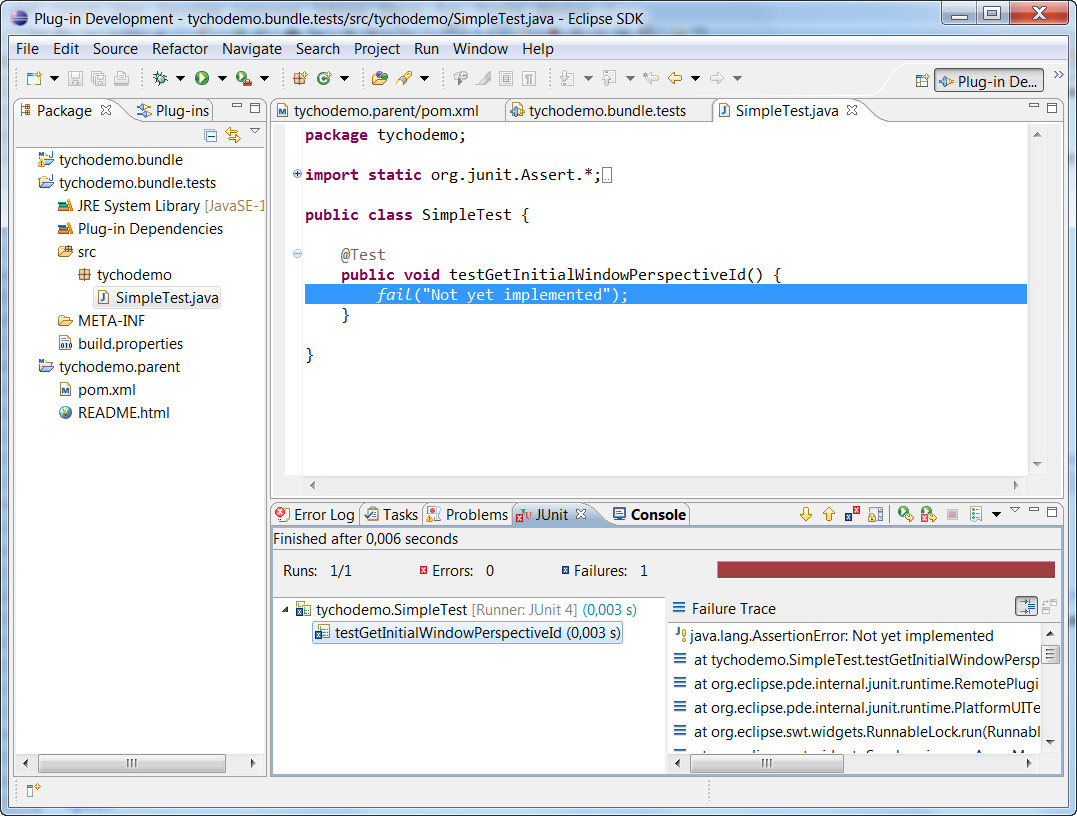 Plug-in Development - tychodemo.bundle.tests/src/tychodemo/SimpleTest.java - Eclipse SDK
File Edit Source Refactor Navigate Search Project Run Window Help
Plug-in De...
Package
Plug-ins
tychodemo.bundle
tychodemo.bundle.tests
JRE System Library [JavaSE-1
Plug-in Dependencies
src
tychodemo
SimpleTest.java
META-INF
build.properties
tychodemo.parent
pom.xml
README.html
tychodemo.parent/pom.xml
tychodemo.bundle.tests
SimpleTest.java
package tychodemo;
import static org.junit.Assert.*;
public class SimpleTest {
@Test
public void testGetInitialWindowPerspectiveId() {
fail("Not yet implemented");
}
}
Error Log Tasks Problems JUnit Console
Finished after 0,006 seconds
Runs: 1/1 Errors: 0 Failures: 1
tychodemo.SimpleTest [Runner: JUnit 4] (0,003 s)
testGetInitialWindowPerspectiveId (0,003 s)
Failure Trace
java.lang.AssertionError: Not yet implemented
at tychodemo.SimpleTest.testGetInitialWindowPersp
at org.eclipse.pde.internal.junit.runtime.RemotePlugi
at org.eclipse.pde.internal.junit.runtime.PlatformUITe
at org.eclipse.swt.widgets.RunnableLock.run(Runnabl